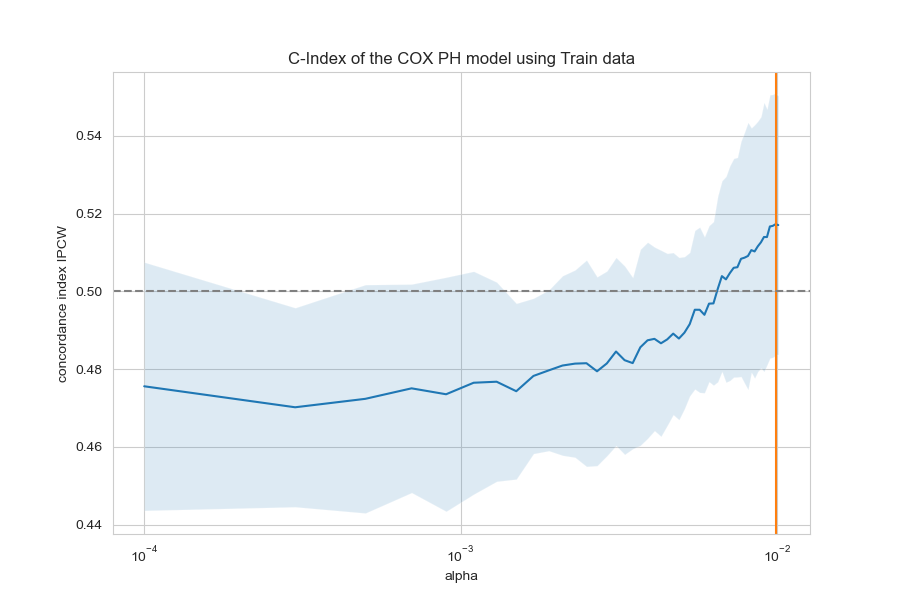 C-Index of the COX PH model using Train data
concordance index IPCW
0.54
0.52
0.50
0.48
0.46
0.44
10⁻⁴ 10⁻³ 10⁻²
alpha